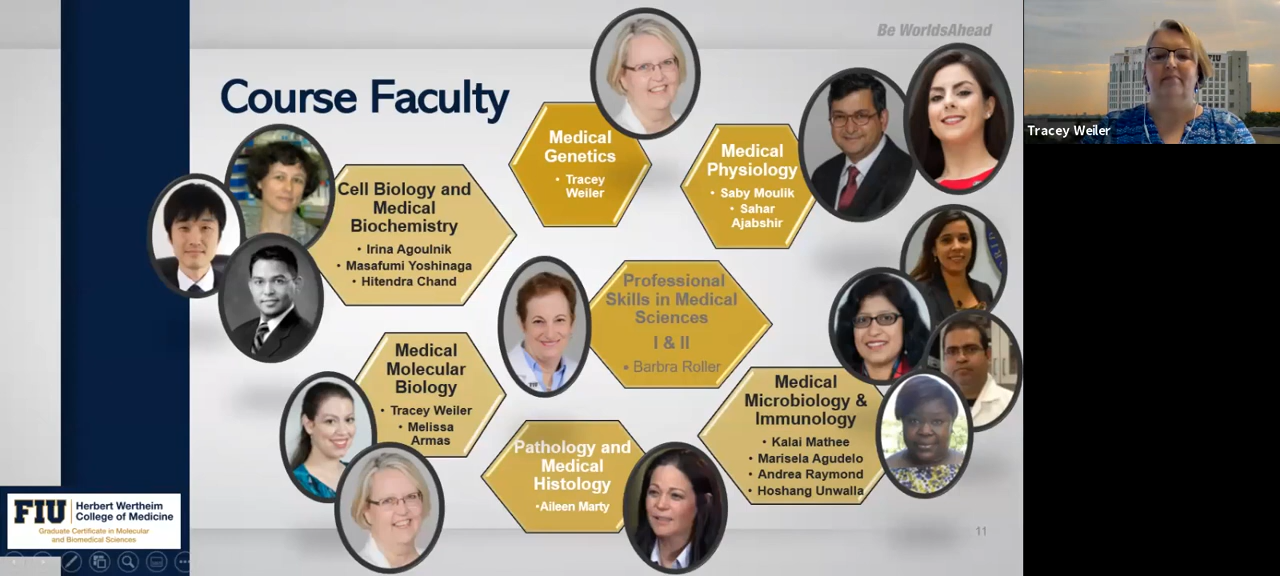 Be WorldsAhead
Course Faculty
Medical
Genetics
• Tracey
Weiler
Medical
Physiology
• Saby Moulik
• Sahar
Ajabshir
Cell Biology and
Medical
Biochemistry
• Irina Agoulnik
• Masafumi Yoshinaga
• Hitendra Chand
Professional
Skills in Medical
Sciences
I & II
• Barbra Roller
Medical
Molecular
Biology
• Tracey Weiler
• Melissa
Armas
Medical
Microbiology &
Immunology
• Kalai Mathee
• Marisela Agudelo
• Andrea Raymond
• Hoshang Unwalla
Pathology and
Medical
Histology
•Aileen Marty
11
FIU
Herbert Wertheim
College of Medicine
Graduate Certificate in Molecular
and Biomedical Sciences
FIU
Tracey Weiler